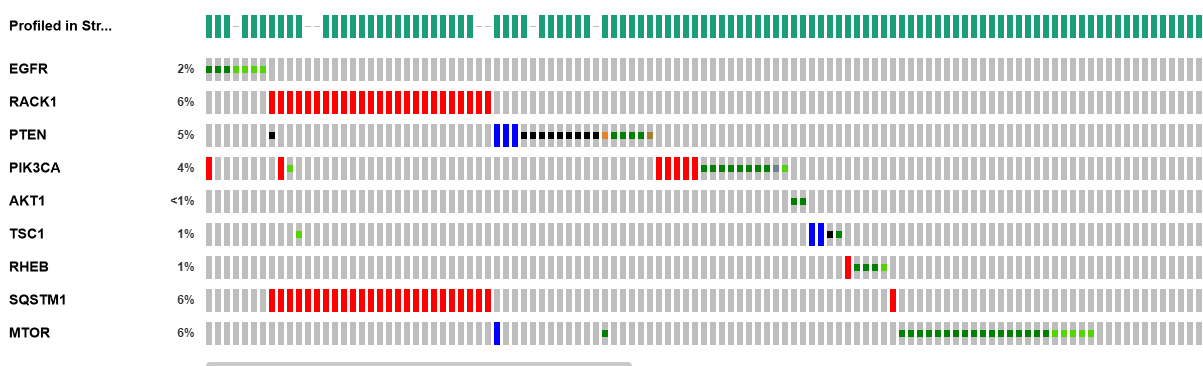 Profiled in Str...
EGFR 2%
RACK1 6%
PTEN 5%
PIK3CA 4%
AKT1 <1%
TSC1 1%
RHEB 1%
SQSTM1 6%
MTOR 6%